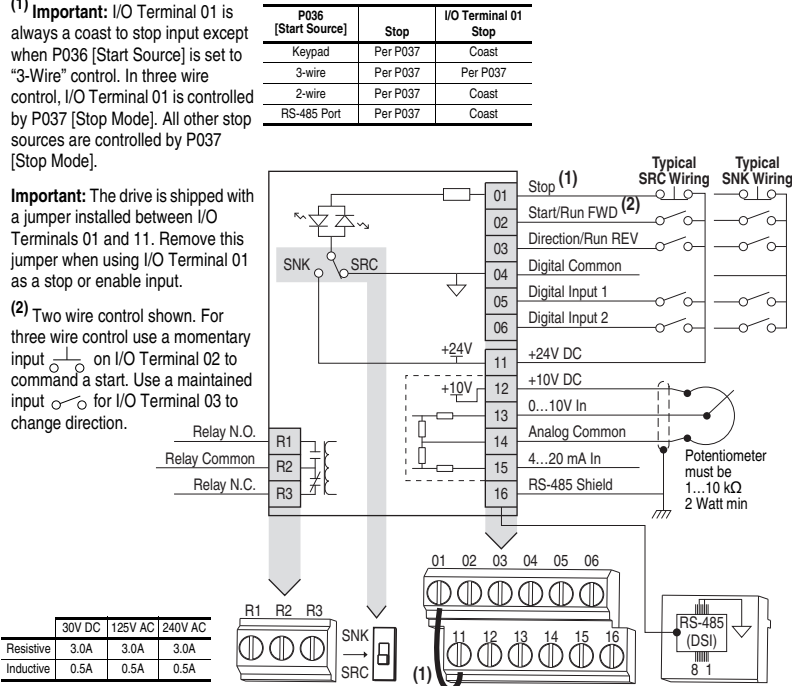 (1) Important: I/O Terminal 01 is
always a coast to stop input except
when P036 [Start Source] is set to
“3-Wire” control. In three wire
control, I/O Terminal 01 is controlled
by P037 [Stop Mode]. All other stop
sources are controlled by P037
[Stop Mode].
Important: The drive is shipped with
a jumper installed between I/O
Terminals 01 and 11. Remove this
jumper when using I/O Terminal 01
as a stop or enable input.
(2) Two wire control shown. For
three wire control use a momentary
input on I/O Terminal 02 to
command a start. Use a maintained
input for I/O Terminal 03 to
change direction.
P036
[Start Source] Stop I/O Terminal 01
Stop
Keypad Per P037 Coast
3-wire Per P037 Per P037
2-wire Per P037 Coast
RS-485 Port Per P037 Coast
Typical
SRC Wiring
Typical
SNK Wiring
SNK SRC
+24V
+10V
01 Stop (1)
02 Start/Run FWD (2)
03 Direction/Run REV
04 Digital Common
05 Digital Input 1
06 Digital Input 2
11 +24V DC
12 +10V DC
13 0...10V In
14 Analog Common
15 4...20 mA In
16 RS-485 Shield
Potentiometer
must be
1...10 kΩ
2 Watt min
Relay N.O. R1
Relay Common R2
Relay N.C. R3
30V DC 125V AC 240V AC
Resistive 3.0A 3.0A 3.0A
Inductive 0.5A 0.5A 0.5A
R1 R2 R3
SNK
SRC
01 02 03 04 05 06
11 12 13 14 15 16
(1)
RS-485
(DSI)
8 1